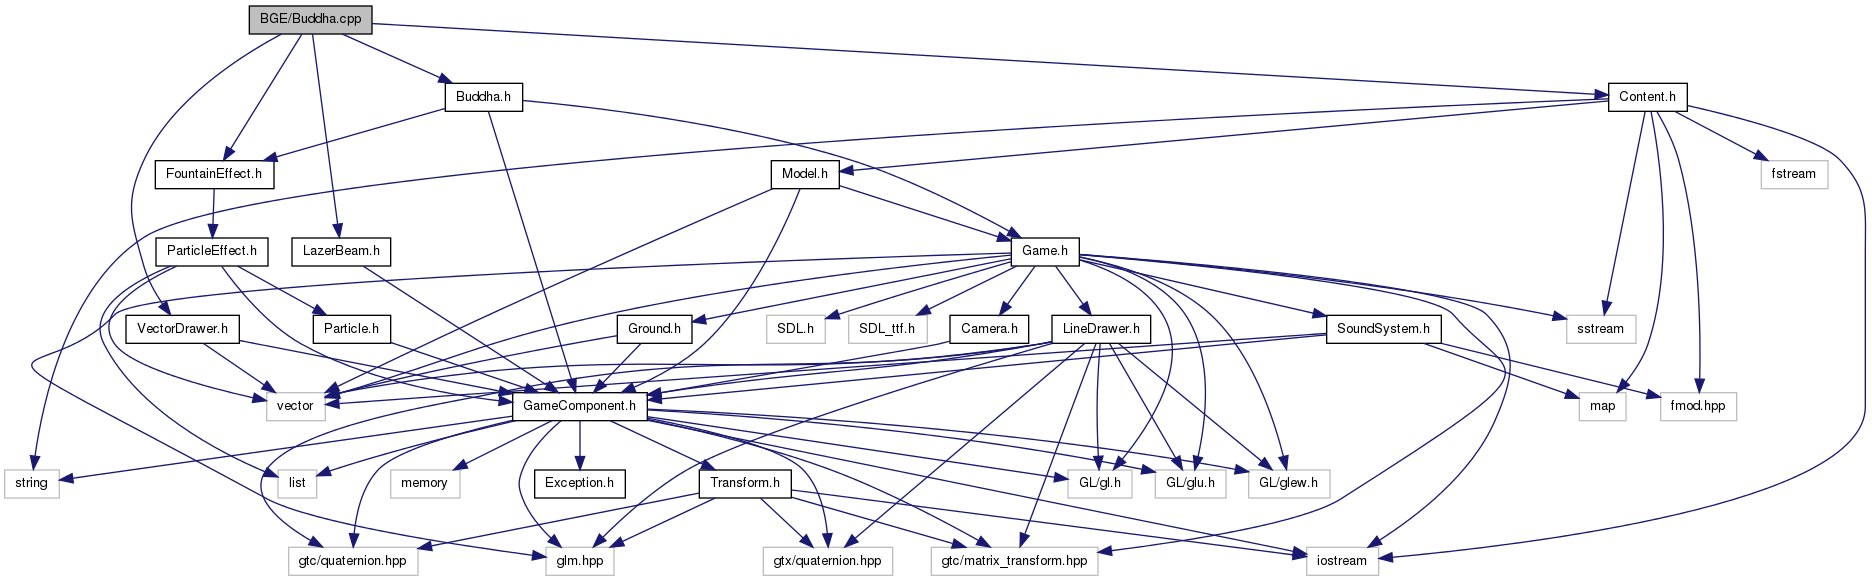 BGE/Buddha.cpp
Buddha.h
Content.h
FountainEffect.h
Model.h
fstream
ParticleEffect.h
LazerBeam.h
Game.h
VectorDrawer.h
Particle.h
Ground.h
SDL.h
SDL_ttf.h
Camera.h
LineDrawer.h
SoundSystem.h
sstream
vector
GameComponent.h
map
fmod.hpp
string
list
memory
Exception.h
Transform.h
GL/gl.h
GL/glu.h
GL/glew.h
gtc/quaternion.hpp
glm.hpp
gtx/quaternion.hpp
gtc/matrix_transform.hpp
iostream